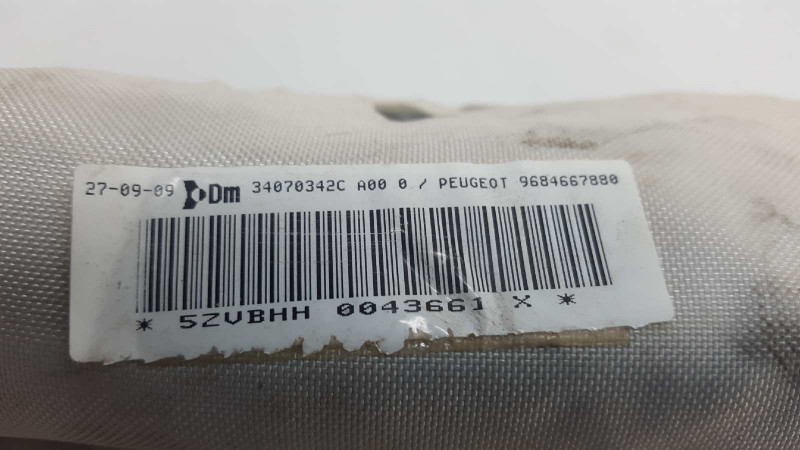 27-09-09 Dm 34070342C A00 0 / PEUGEOT 9684667880
* 5ZVBHH 0043661 X *